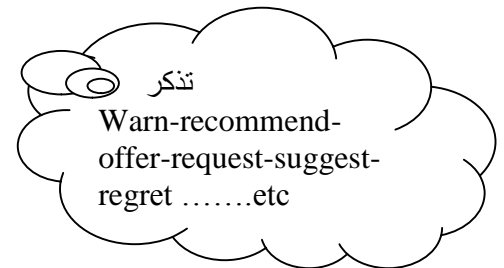 تذكر
Warn-recommend-
offer-request-suggest-
regret …….etc